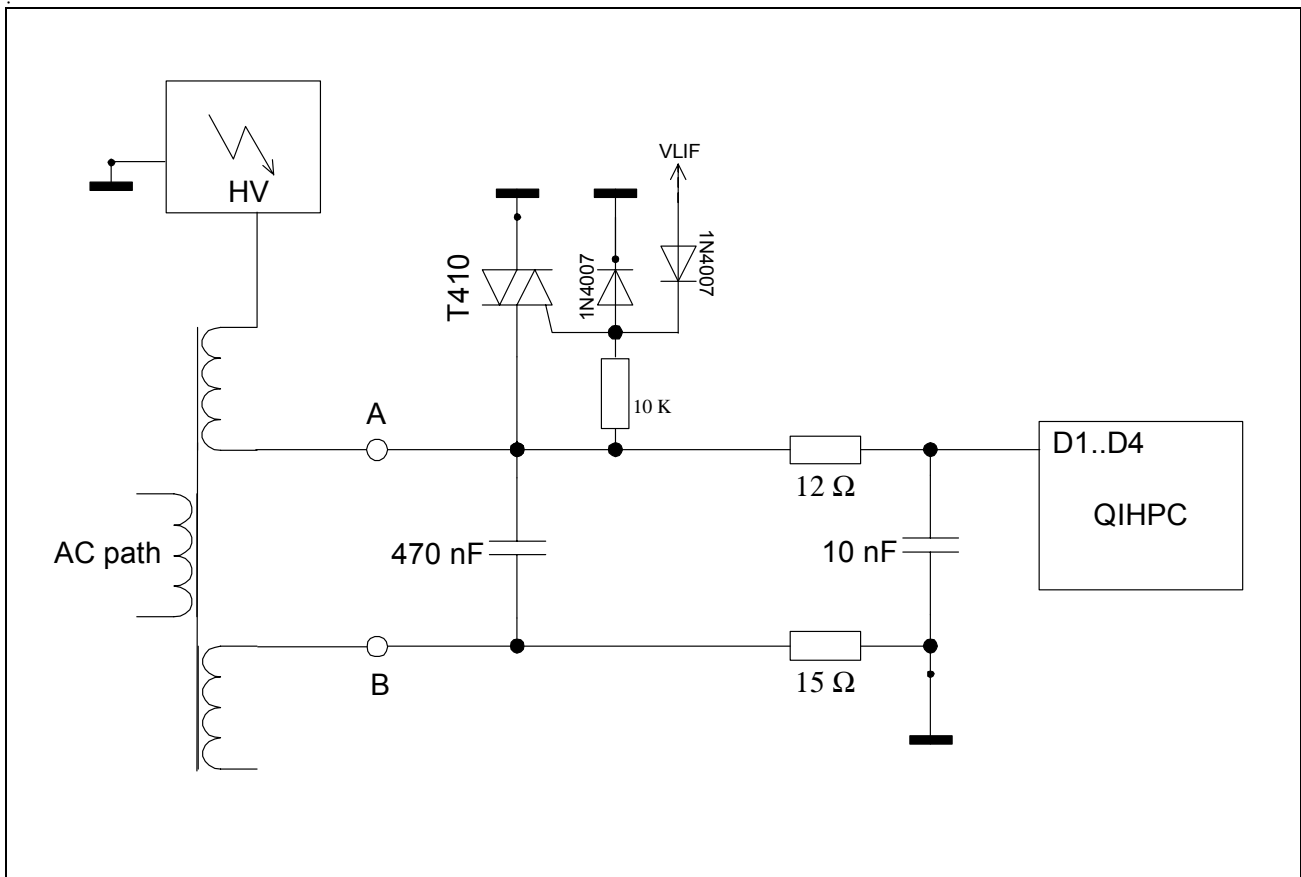 HV
VLIF
T410
1N4007
1N4007
10 K
A
D1..D4
12 Ω
QIHPC
AC path
470 nF
10 nF
B
15 Ω